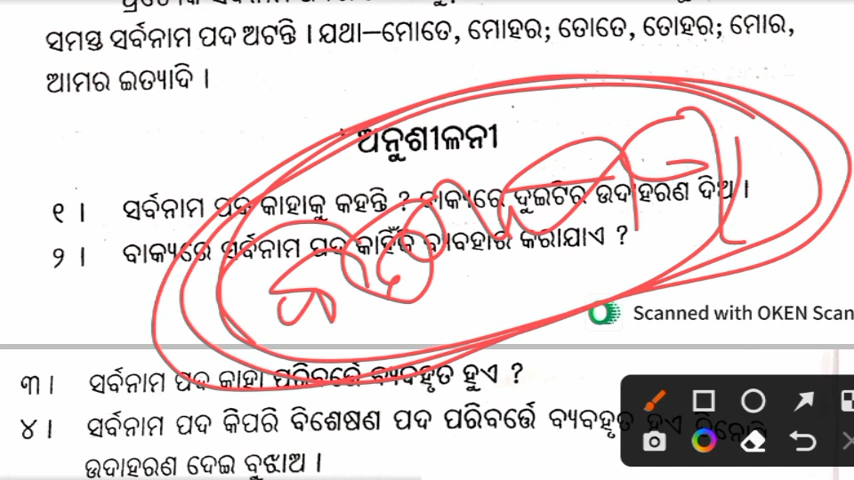 ସମସ୍ତ ସର୍ବନାମ ପଦ ଅଟନ୍ତି । ଯଥା–ମୋତେ, ମୋହର; ତୋତେ, ତୋହର; ମୋର,
ଆମର ଇତ୍ୟାଦି ।
ଅନୁଶୀଳନୀ
୧ । ସର୍ବନାମ ପଦ କାହାକୁ କହନ୍ତି ? ବାକ୍ୟରେ ଦୁଇଟିର ଉଦାହରଣ ଦିଅ ।
୨ । ବାକ୍ୟରେ ସର୍ବନାମ ପଦ କାହିଁକି ବ୍ୟବହାର କରାଯାଏ ?
Scanned with OKEN Scan
୩ । ସର୍ବନାମ ପଦ କାହା ପରିବର୍ତ୍ତେ ବ୍ୟବହୃତ ହୁଏ ?
୪ । ସର୍ବନାମ ପଦ କିପରି ବିଶେଷଣ ପଦ ପରିବର୍ତ୍ତେ ବ୍ୟବହୃତ ହୁଏ
ଉଦାହରଣ ଦେଇ ବୁଝାଅ ।